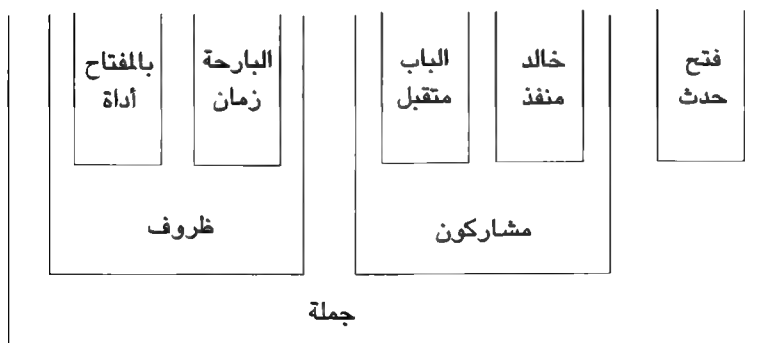 فتح خالد الباب البارحة بالمفتاح
حدث منفذ متقبل زمان أداة
مشاركون ظروف
جملة